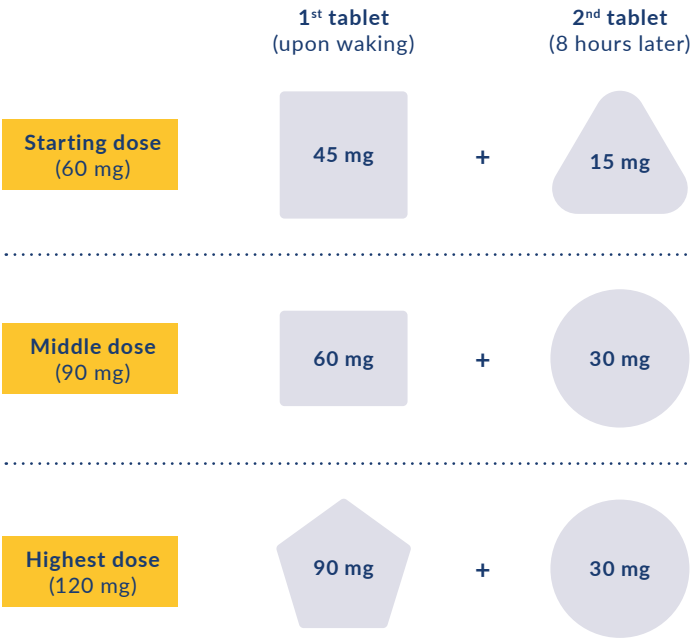 1st tablet
(upon waking)
2nd tablet
(8 hours later)
Starting dose
(60 mg)
45 mg
+
15 mg
Middle dose
(90 mg)
60 mg
+
30 mg
Highest dose
(120 mg)
90 mg
+
30 mg